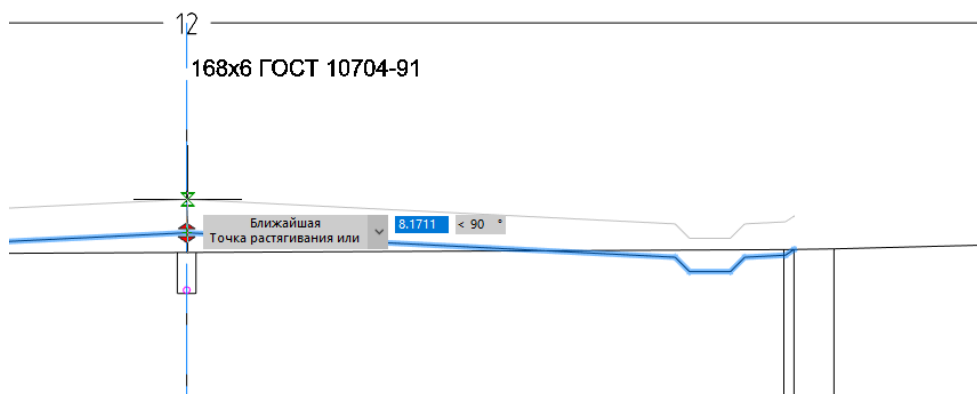 12
168х6 ГОСТ 10704-91
Ближайшая
Точка растягивания или
8.1711 < 90 °